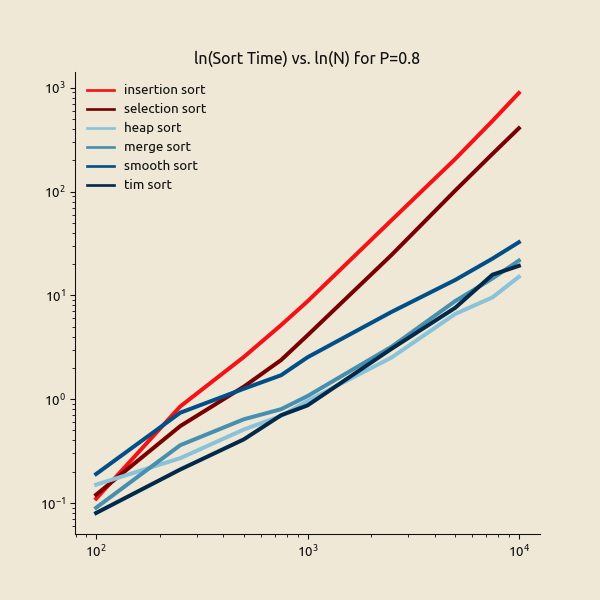 ln(Sort Time) vs. ln(N) for P=0.8
insertion sort
selection sort
heap sort
merge sort
smooth sort
tim sort
10³
10²
10¹
10⁰
10⁻¹
10²
10³
10⁴